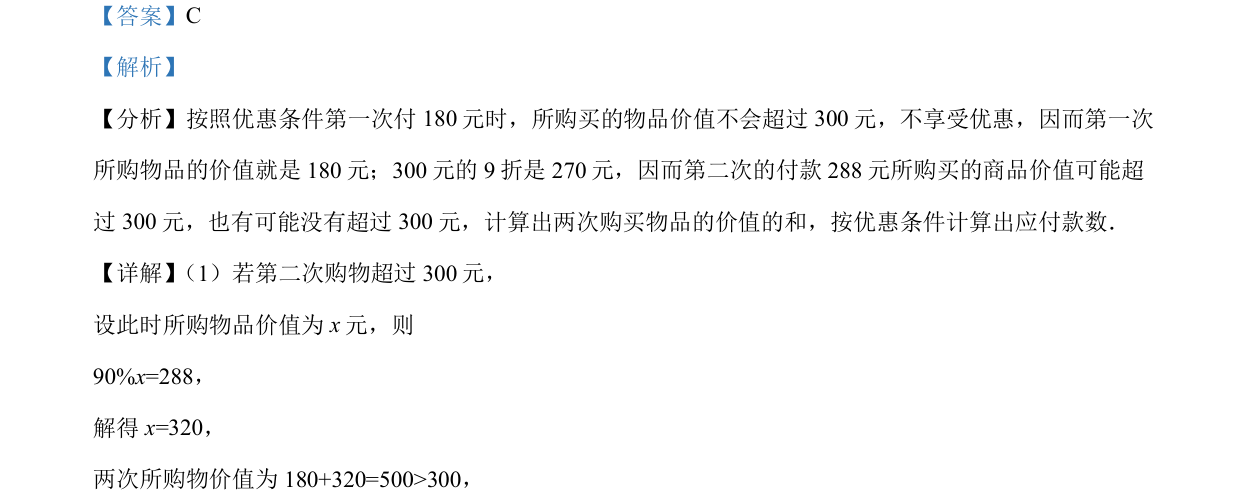 【答案】C
【解析】
【分析】按照优惠条件第一次付 180 元时，所购买的物品价值不会超过 300 元，不享受优惠，因而第一次
所购物品的价值就是 180 元；300 元的 9 折是 270 元，因而第二次的付款 288 元所购买的商品价值可能超
过 300 元，也有可能没有超过 300 元，计算出两次购买物品的价值的和，按优惠条件计算出应付款数．
【详解】（1）若第二次购物超过 300 元，
设此时所购物品价值为 x 元，则
90%x=288，
解得 x=320，
两次所购物价值为 180+320=500>300，